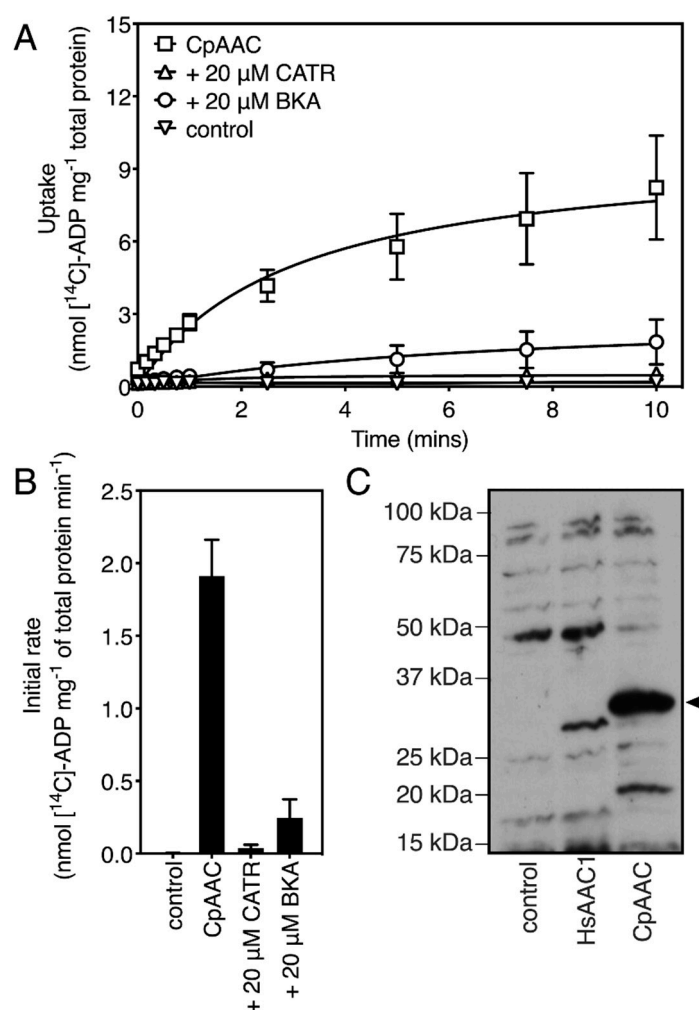 A
15
12
9
6
3
0
CpAAC
+ 20 µM CATR
+ 20 µM BKA
control
Uptake
(nmol [¹⁴C]-ADP mg⁻¹ total protein)
0 2 4 6 8 10
Time (mins)
B
2.5
2.0
1.5
1.0
0.5
0.0
Initial rate
(nmol [¹⁴C]-ADP mg⁻¹ of total protein min⁻¹)
control
CpAAC
+ 20 µM CATR
+ 20 µM BKA
C
100 kDa
75 kDa
50 kDa
37 kDa
25 kDa
20 kDa
15 kDa
control
HsAAC1
CpAAC